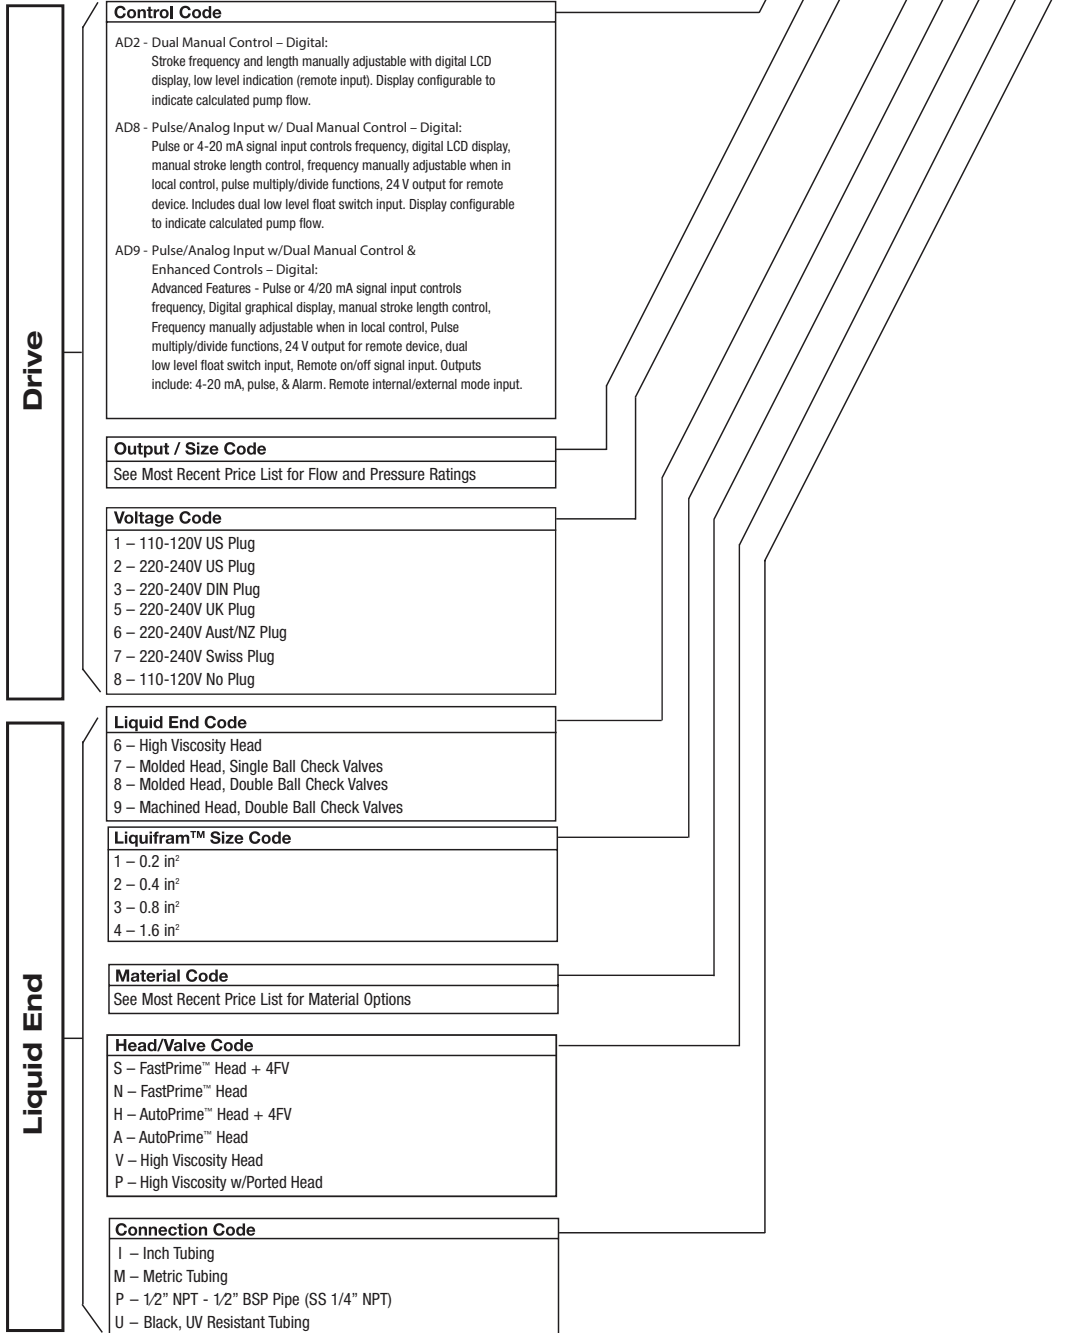 Drive
Control Code
AD2 - Dual Manual Control – Digital:
Stroke frequency and length manually adjustable with digital LCD
display, low level indication (remote input). Display configurable to
indicate calculated pump flow.
AD8 - Pulse/Analog Input w/ Dual Manual Control – Digital:
Pulse or 4-20 mA signal input controls frequency, digital LCD display,
manual stroke length control, frequency manually adjustable when in
local control, pulse multiply/divide functions, 24 V output for remote
device. Includes dual low level float switch input. Display configurable
to indicate calculated pump flow.
AD9 - Pulse/Analog Input w/Dual Manual Control &
Enhanced Controls – Digital:
Advanced Features - Pulse or 4/20 mA signal input controls
frequency, Digital graphical display, manual stroke length control,
Frequency manually adjustable when in local control, Pulse
multiply/divide functions, 24 V output for remote device, dual
low level float switch input, Remote on/off signal input. Outputs
include: 4-20 mA, pulse, & Alarm. Remote internal/external mode input.
Output / Size Code
See Most Recent Price List for Flow and Pressure Ratings
Voltage Code
1 – 110-120V US Plug
2 – 220-240V US Plug
3 – 220-240V DIN Plug
5 – 220-240V UK Plug
6 – 220-240V Aust/NZ Plug
7 – 220-240V Swiss Plug
8 – 110-120V No Plug
Liquid End
Liquid End Code
6 – High Viscosity Head
7 – Molded Head, Single Ball Check Valves
8 – Molded Head, Double Ball Check Valves
9 – Machined Head, Double Ball Check Valves
Liquifram™ Size Code
1 – 0.2 in²
2 – 0.4 in²
3 – 0.8 in²
4 – 1.6 in²
Material Code
See Most Recent Price List for Material Options
Head/Valve Code
S – FastPrime™ Head + 4FV
N – FastPrime™ Head
H – AutoPrime™ Head + 4FV
A – AutoPrime™ Head
V – High Viscosity Head
P – High Viscosity w/Ported Head
Connection Code
I – Inch Tubing
M – Metric Tubing
P – 1/2” NPT - 1/2” BSP Pipe (SS 1/4” NPT)
U – Black, UV Resistant Tubing